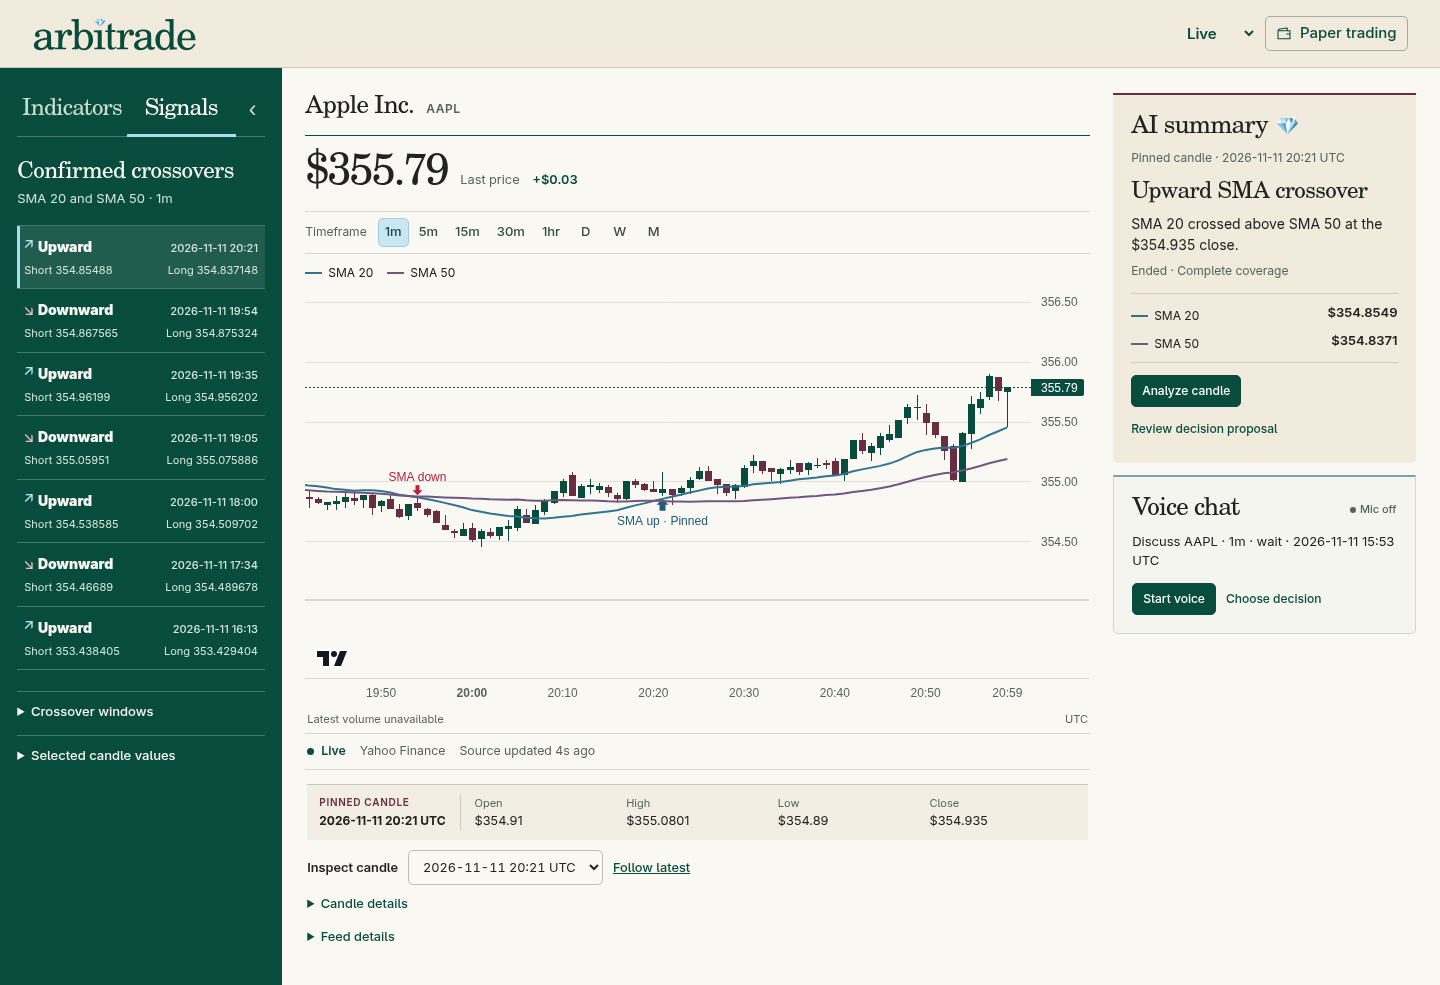 arbitrade
Live
Paper trading
Indicators
Signals
Confirmed crossovers
SMA 20 and SMA 50 · 1m
Upward 2026-11-11 20:21
Short 354.85488 Long 354.837148
Downward 2026-11-11 19:54
Short 354.867565 Long 354.875324
Upward 2026-11-11 19:35
Short 354.96199 Long 354.956202
Downward 2026-11-11 19:05
Short 355.05951 Long 355.075886
Upward 2026-11-11 18:00
Short 354.538585 Long 354.509702
Downward 2026-11-11 17:34
Short 354.46689 Long 354.489678
Upward 2026-11-11 16:13
Short 353.438405 Long 353.429404
Crossover windows
Selected candle values
Apple Inc. AAPL
$355.79 Last price +$0.03
Timeframe 1m 5m 15m 30m 1hr D W M
SMA 20 SMA 50
356.50
356.00
355.79
355.50
355.00
354.50
SMA down
SMA up · Pinned
19:50 20:00 20:10 20:20 20:30 20:40 20:50 20:59
Latest volume unavailable UTC
Live Yahoo Finance Source updated 4s ago
PINNED CANDLE
2026-11-11 20:21 UTC
Open
$354.91
High
$355.0801
Low
$354.89
Close
$354.935
Inspect candle 2026-11-11 20:21 UTC Follow latest
Candle details
Feed details
AI summary
Pinned candle · 2026-11-11 20:21 UTC
Upward SMA crossover
SMA 20 crossed above SMA 50 at the
$354.935 close.
Ended · Complete coverage
SMA 20 $354.8549
SMA 50 $354.8371
Analyze candle
Review decision proposal
Voice chat Mic off
Discuss AAPL · 1m · wait · 2026-11-11 15:53
UTC
Start voice Choose decision